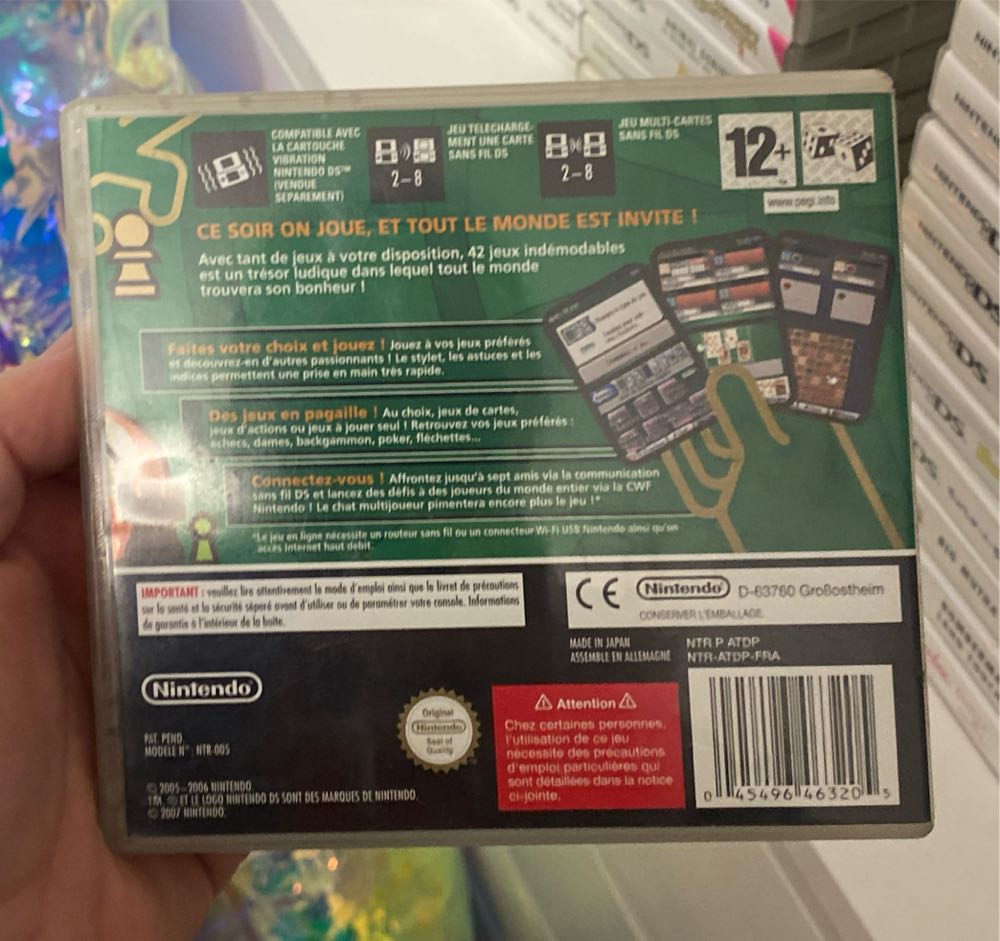 COMPATIBLE AVEC
LA CARTOUCHE
VIBRATION
NINTENDO DS™
(VENDUE
SEPAREMENT)
2-8
JEU TELECHARGE-
MENT UNE CARTE
SANS FIL DS
2-8
JEU MULTI-CARTES
SANS FIL DS
12+
www.pegi.info
CE SOIR ON JOUE, ET TOUT LE MONDE EST INVITE !
Avec tant de jeux à votre disposition, 42 jeux indémodables
est un trésor ludique dans lequel tout le monde
trouvera son bonheur !
Faites votre choix et jouez ! Jouez à vos jeux préférés
et découvrez-en d'autres passionnants ! Le stylet, les astuces et les
indices permettent une prise en main très rapide.
Des jeux en pagaille ! Au choix, jeux de cartes,
jeux d'actions ou jeux à jouer seul ! Retrouvez vos jeux préférés :
échecs, dames, backgammon, poker, fléchettes...
Connectez-vous ! Affrontez jusqu'à sept amis via la communication
sans fil DS et lancez des défis à des joueurs du monde entier via la CWF
Nintendo ! Le chat multijoueur pimentera encore plus le jeu !*
*Le jeu en ligne nécessite un routeur sans fil ou un connecteur Wi-Fi USB Nintendo ainsi qu'un
accès Internet haut débit.
IMPORTANT : veuillez lire attentivement le mode d'emploi ainsi que le livret de précautions
sur la santé et la sécurité séparé avant d'utiliser ou de paramétrer votre console. Informations
de garantie à l'intérieur de la boîte.
CE Nintendo D-63760 Großostheim
CONSERVER L'EMBALLAGE
MADE IN JAPAN
ASSEMBLE EN ALLEMAGNE
NTR P ATDP
NTR-ATDP-FRA
Nintendo
PAT. PEND.
MODELE N° NTR-005
Original
Nintendo
Seal of
Quality
Attention
Chez certaines personnes,
l'utilisation de ce jeu
nécessite des précautions
d'emploi particulières qui
sont détaillées dans la notice
ci-jointe.
© 2005-2006 NINTENDO.
TM, ® ET LE LOGO NINTENDO DS SONT DES MARQUES DE NINTENDO.
© 2007 NINTENDO.
0 45496 46320 5
DS
DS
DS